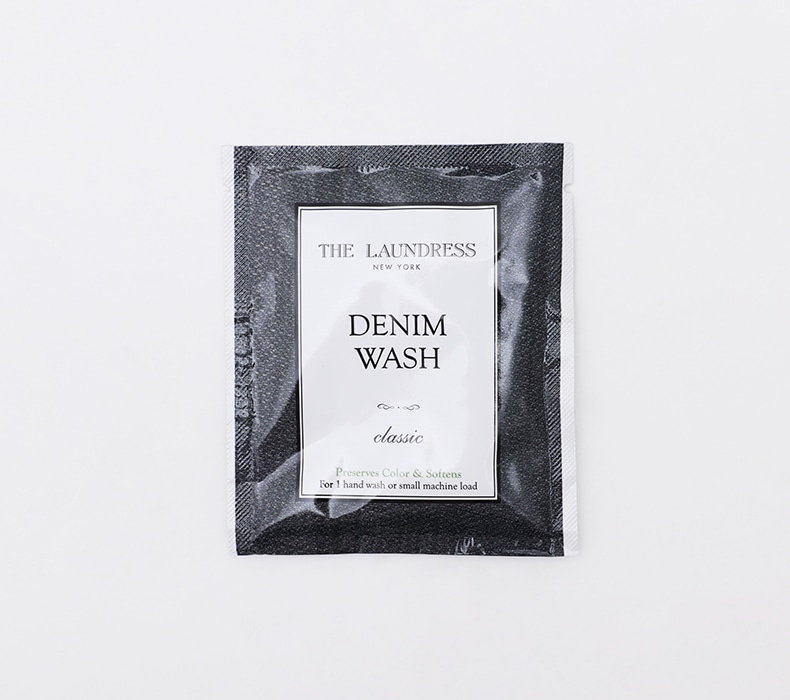 THE LAUNDRESS
NEW YORK
DENIM
WASH
classic
Preserves Color & Softens
For 1 hand wash or small machine load